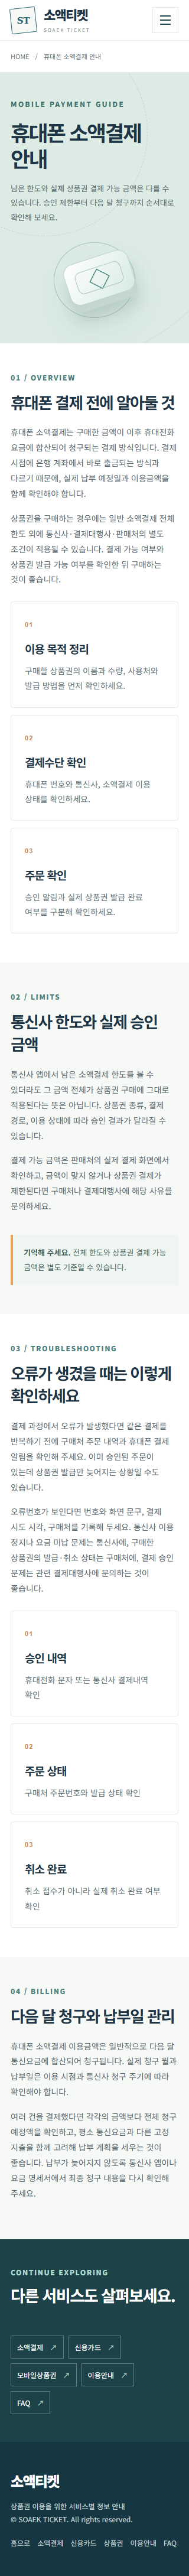 ST
소액티켓
SOAEK TICKET
HOME / 휴대폰 소액결제 안내
MOBILE PAYMENT GUIDE
휴대폰 소액결제
안내
남은 한도와 실제 상품권 결제 가능 금액은 다를 수
있습니다. 승인 제한부터 다음 달 청구까지 순서대로
확인해 보세요.
01 / OVERVIEW
휴대폰 결제 전에 알아둘 것
휴대폰 소액결제는 구매한 금액이 이후 휴대전화
요금에 합산되어 청구되는 결제 방식입니다. 결제
시점에 은행 계좌에서 바로 출금되는 방식과
다르기 때문에, 실제 납부 예정일과 이용금액을
함께 확인해야 합니다.
상품권을 구매하는 경우에는 일반 소액결제 전체
한도 외에 통신사·결제대행사·판매처의 별도
조건이 적용될 수 있습니다. 결제 가능 여부와
상품권 발급 가능 여부를 확인한 뒤 구매하는
것이 좋습니다.
01
이용 목적 정리
구매할 상품권의 이름과 수량, 사용처와
발급 방법을 먼저 확인하세요.
02
결제수단 확인
휴대폰 번호와 통신사, 소액결제 이용
상태를 확인하세요.
03
주문 확인
승인 알림과 실제 상품권 발급 완료
여부를 구분해 확인하세요.
02 / LIMITS
통신사 한도와 실제 승인
금액
통신사 앱에서 남은 소액결제 한도를 볼 수
있더라도 그 금액 전체가 상품권 구매에 그대로
적용된다는 뜻은 아닙니다. 상품권 종류, 결제
경로, 이용 상태에 따라 승인 결과가 달라질 수
있습니다.
결제 가능 금액은 판매처의 실제 결제 화면에서
확인하고, 금액이 맞지 않거나 상품권 결제가
제한된다면 구매처나 결제대행사에 해당 사유를
문의하세요.
기억해 두세요. 전체 한도와 상품권 결제 가능
금액은 별도 기준일 수 있습니다.
03 / TROUBLESHOOTING
오류가 생겼을 때는 이렇게
확인하세요
결제 과정에서 오류가 발생했다면 같은 결제를
반복하기 전에 구매처 주문 내역과 휴대폰 결제
알림을 확인해 주세요. 이미 승인된 주문이
있는데 상품권 발급만 늦어지는 상황일 수도
있습니다.
오류번호가 보인다면 번호와 화면 문구, 결제
시도 시각, 구매처를 기록해 두세요. 통신사 이용
정지나 요금 미납 문제는 통신사에, 구매한
상품권의 발급·취소 상태는 구매처에, 결제 승인
문제는 관련 결제대행사에 문의하는 것이
좋습니다.
01
승인 내역
휴대전화 문자 또는 통신사 결제내역
확인
02
주문 상태
구매처 주문번호와 발급 상태 확인
03
취소 완료
취소 접수가 아니라 실제 취소 완료 여부
확인
04 / BILLING
다음 달 청구와 납부일 관리
휴대폰 소액결제 이용금액은 일반적으로 다음 달
통신요금에 합산되어 청구됩니다. 실제 청구 월과
납부일은 이용 시점과 통신사 청구 주기에 따라
확인해야 합니다.
여러 건을 결제했다면 각각의 금액보다 전체 청구
예정액을 확인하고, 평소 통신요금과 다른 고정
지출을 함께 고려해 납부 계획을 세우는 것이
좋습니다. 납부가 늦어지지 않도록 통신사 앱이나
요금 명세서에서 최종 청구 내용을 다시 확인해
주세요.
CONTINUE EXPLORING
다른 서비스도 살펴보세요.
소액결제 ↗ 신용카드 ↗
모바일상품권 ↗ 이용안내 ↗
FAQ ↗
소액티켓
상품권 이용을 위한 서비스별 정보 안내
© SOAEK TICKET. All rights reserved.
홈으로 소액결제 신용카드 상품권 이용안내 FAQ